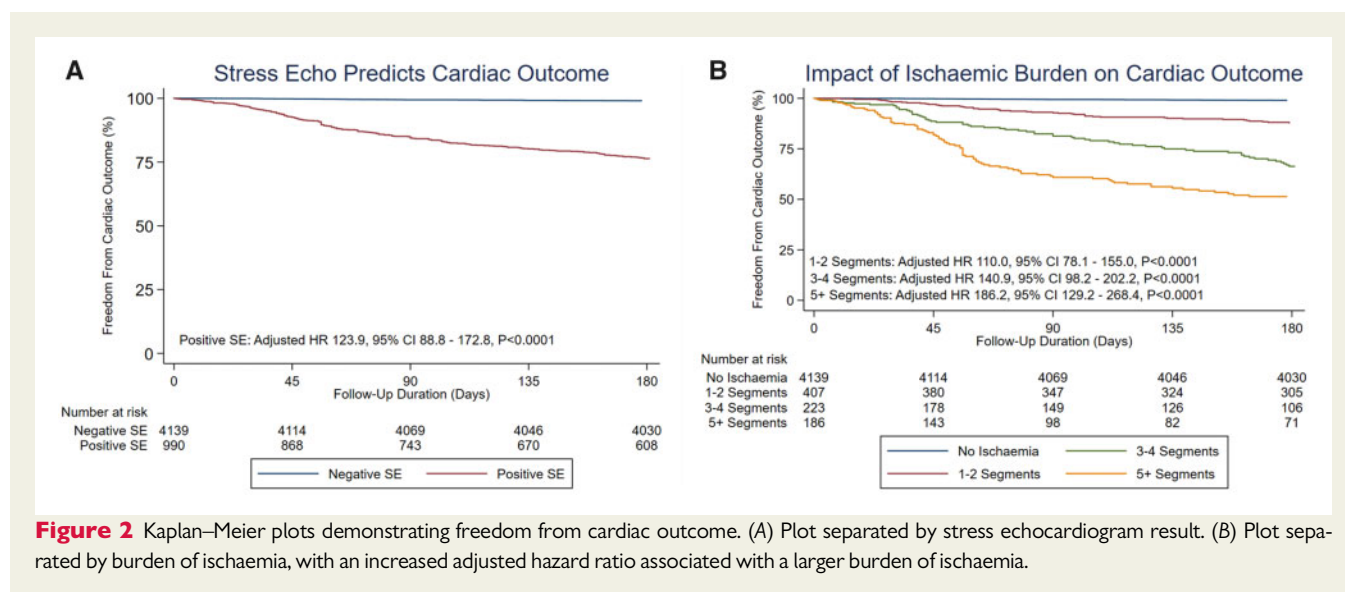 A
Stress Echo Predicts Cardiac Outcome
Freedom From Cardiac Outcome (%)
100
75
50
25
0
Positive SE: Adjusted HR 123.9, 95% CI 88.8 - 172.8, P<0.0001
0 45 90 135 180
Follow-Up Duration (Days)
Number at risk
Negative SE 4139 4114 4069 4046 4030
Positive SE 990 868 743 670 608
Negative SE Positive SE
B
Impact of Ischaemic Burden on Cardiac Outcome
Freedom From Cardiac Outcome (%)
100
75
50
25
0
1-2 Segments: Adjusted HR 110.0, 95% CI 78.1 - 155.0, P<0.0001
3-4 Segments: Adjusted HR 140.9, 95% CI 98.2 - 202.2, P<0.0001
5+ Segments: Adjusted HR 186.2, 95% CI 129.2 - 268.4, P<0.0001
0 45 90 135 180
Follow-Up Duration (Days)
Number at risk
No Ischaemia 4139 4114 4069 4046 4030
1-2 Segments 407 380 347 324 305
3-4 Segments 223 178 149 126 106
5+ Segments 186 143 98 82 71
No Ischaemia 3-4 Segments
1-2 Segments 5+ Segments
Figure 2 Kaplan–Meier plots demonstrating freedom from cardiac outcome. (A) Plot separated by stress echocardiogram result. (B) Plot sepa-
rated by burden of ischaemia, with an increased adjusted hazard ratio associated with a larger burden of ischaemia.